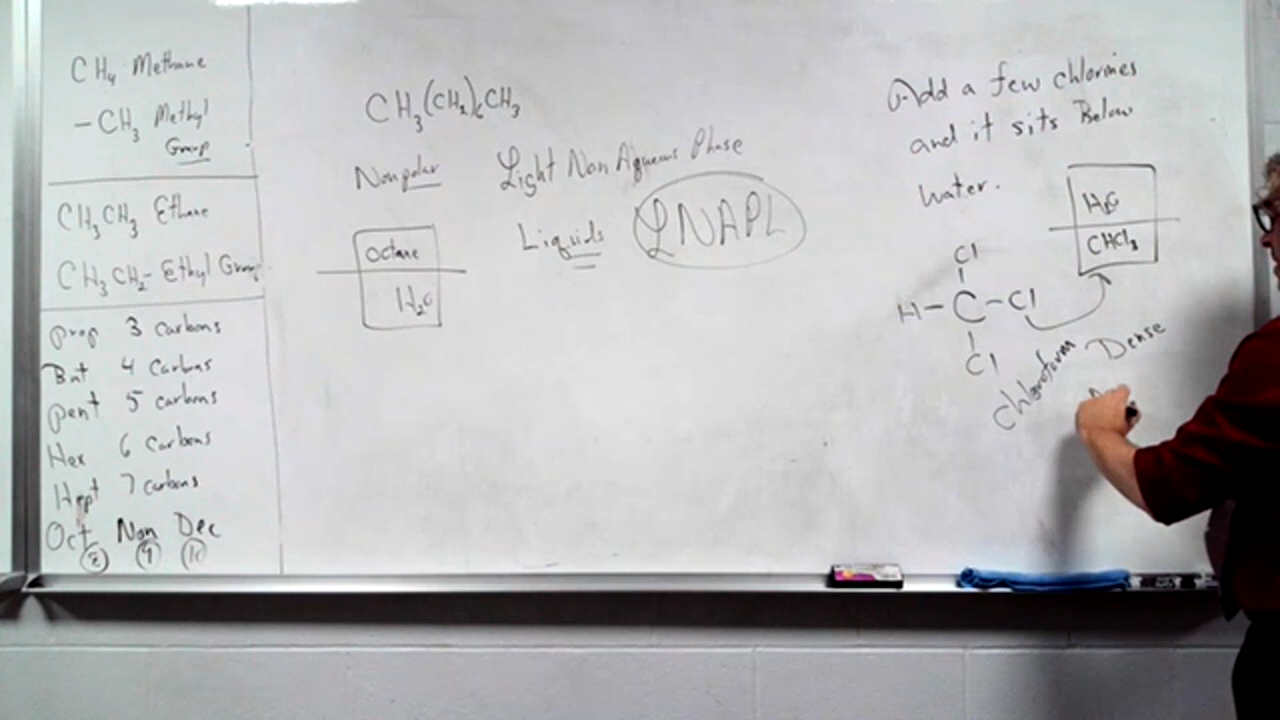 CH4 Methane
-CH3 Methyl
Group
CH3CH3 Ethane
CH3CH2- Ethyl Group
prop 3 carbons
But 4 carbons
pent 5 carbons
Hex 6 carbons
Hept 7 carbons
Oct Non Dec
8 9 10
CH3(CH2)6CH3
Nonpolar
Octane
H2O
Light Non Aqueous Phase
Liquids LNAPL
Add a few chlorines
and it sits Below
water.
H2O
CHCl3
Cl
H-C-Cl
Cl
Chloroform
Dense